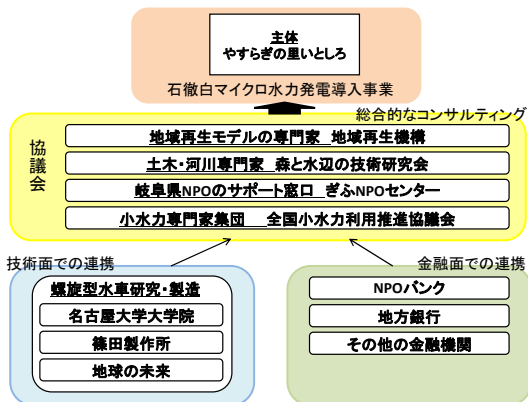 主体
やすらぎの里いとしろ
石徹白マイクロ水力発電導入事業
総合的なコンサルティング
協議会
地域再生モデルの専門家 地域再生機構
土木・河川専門家 森と水辺の技術研究会
岐阜県NPOのサポート窓口 ぎふNPOセンター
小水力専門家集団 全国小水力利用推進協議会
技術面での連携
螺旋型水車研究・製造
名古屋大学大学院
篠田製作所
地球の未来
金融面での連携
NPOバンク
地方銀行
その他の金融機関